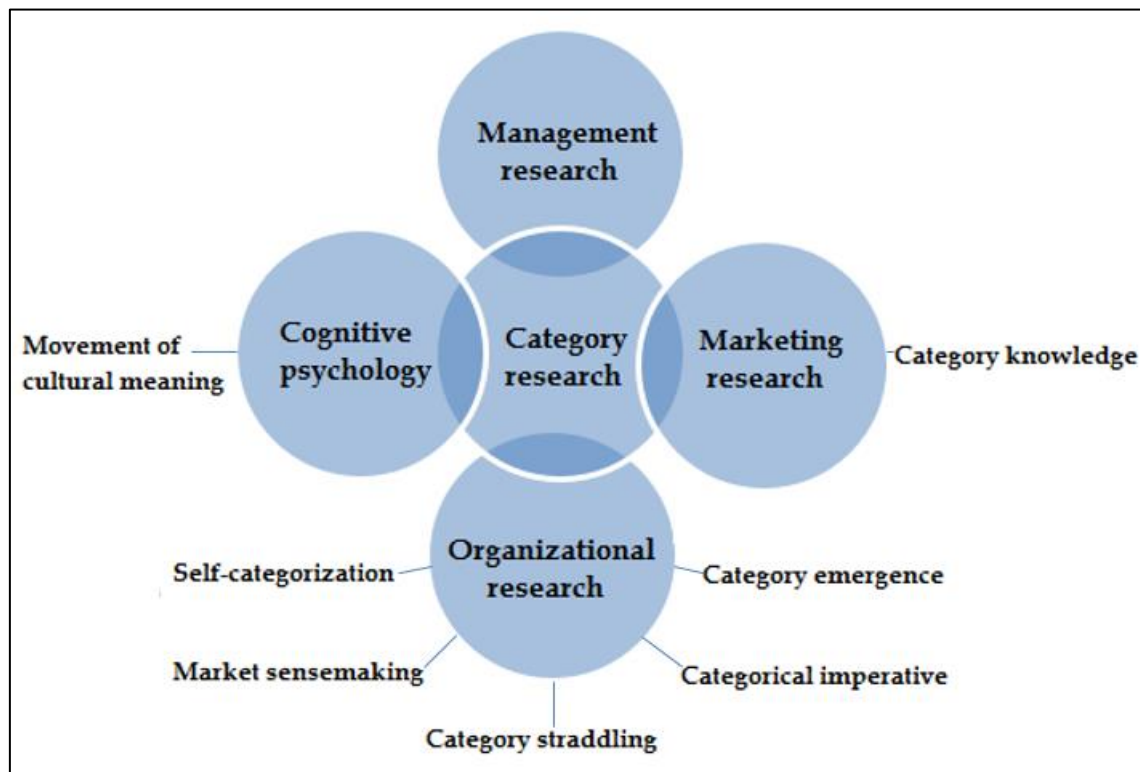 Management
research
Cognitive
psychology
Category
research
Marketing
research
Movement of
cultural meaning
Category knowledge
Organizational
research
Self-categorization
Category emergence
Market sensemaking
Categorical imperative
Category straddling